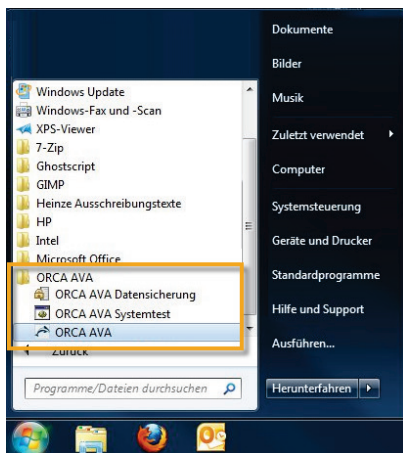 Windows Update
Windows-Fax und -Scan
XPS-Viewer
7-Zip
Ghostscript
GIMP
Heinze Ausschreibungstexte
HP
Intel
Microsoft Office
ORCA AVA
ORCA AVA Datensicherung
ORCA AVA Systemtest
ORCA AVA
Zurück
Programme/Dateien durchsuchen
Dokumente
Bilder
Musik
Zuletzt verwendet
Computer
Systemsteuerung
Geräte und Drucker
Standardprogramme
Hilfe und Support
Ausführen...
Herunterfahren